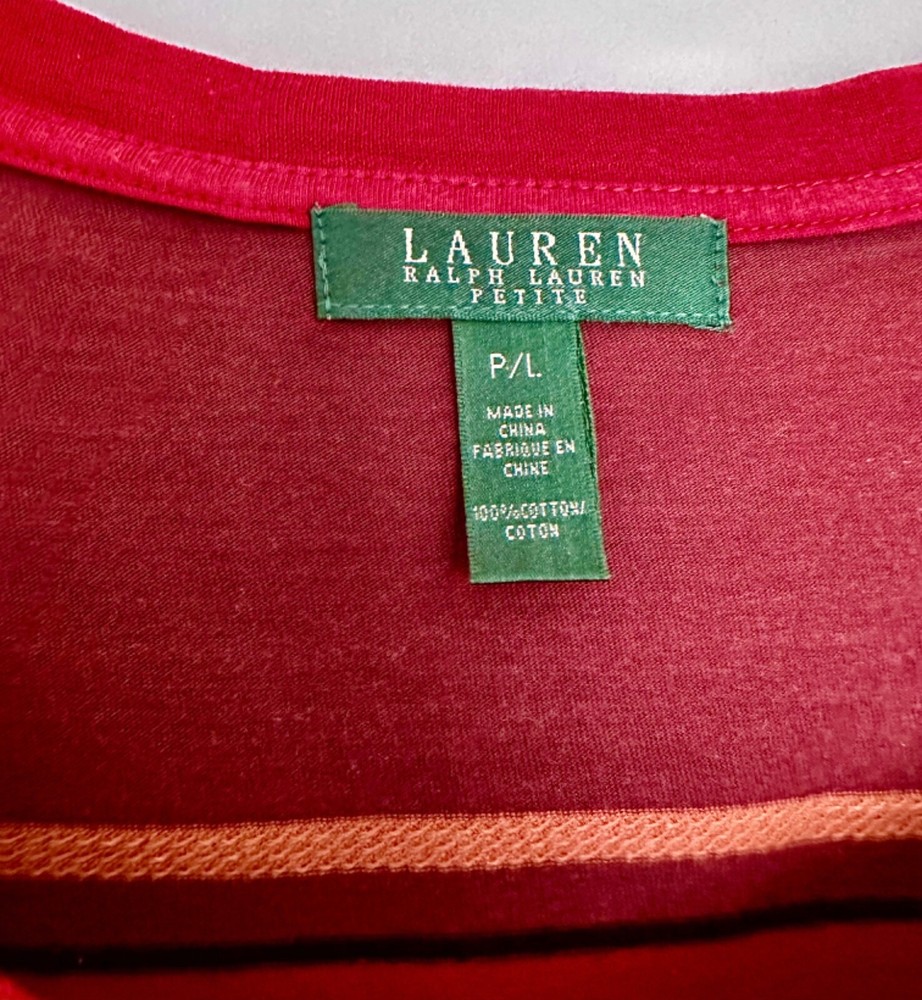 LAUREN
RALPH LAUREN
PETITE
P/L
MADE IN
CHINA
FABRIQUE EN
CHINE
100%COTTON/
COTON